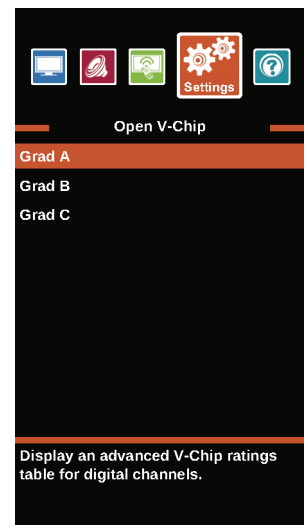 Settings
Open V-Chip
Grad A
Grad B
Grad C
Display an advanced V-Chip ratings
table for digital channels.